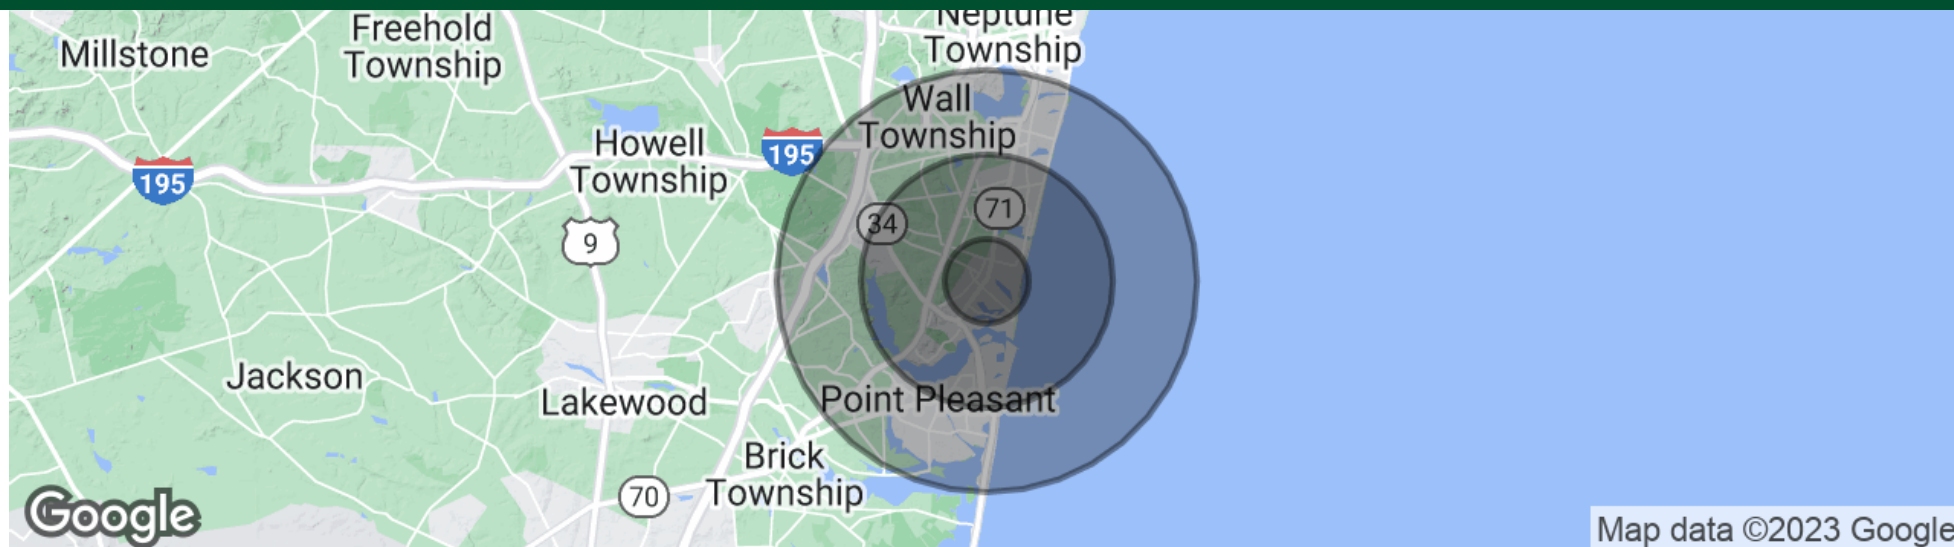 Neptune
Township
Freehold
Township
Millstone
Wall
Township
Howell
Township
195
195
71
34
9
Jackson
Lakewood
Point Pleasant
Brick
Township
70
Google
Map data ©2023 Google